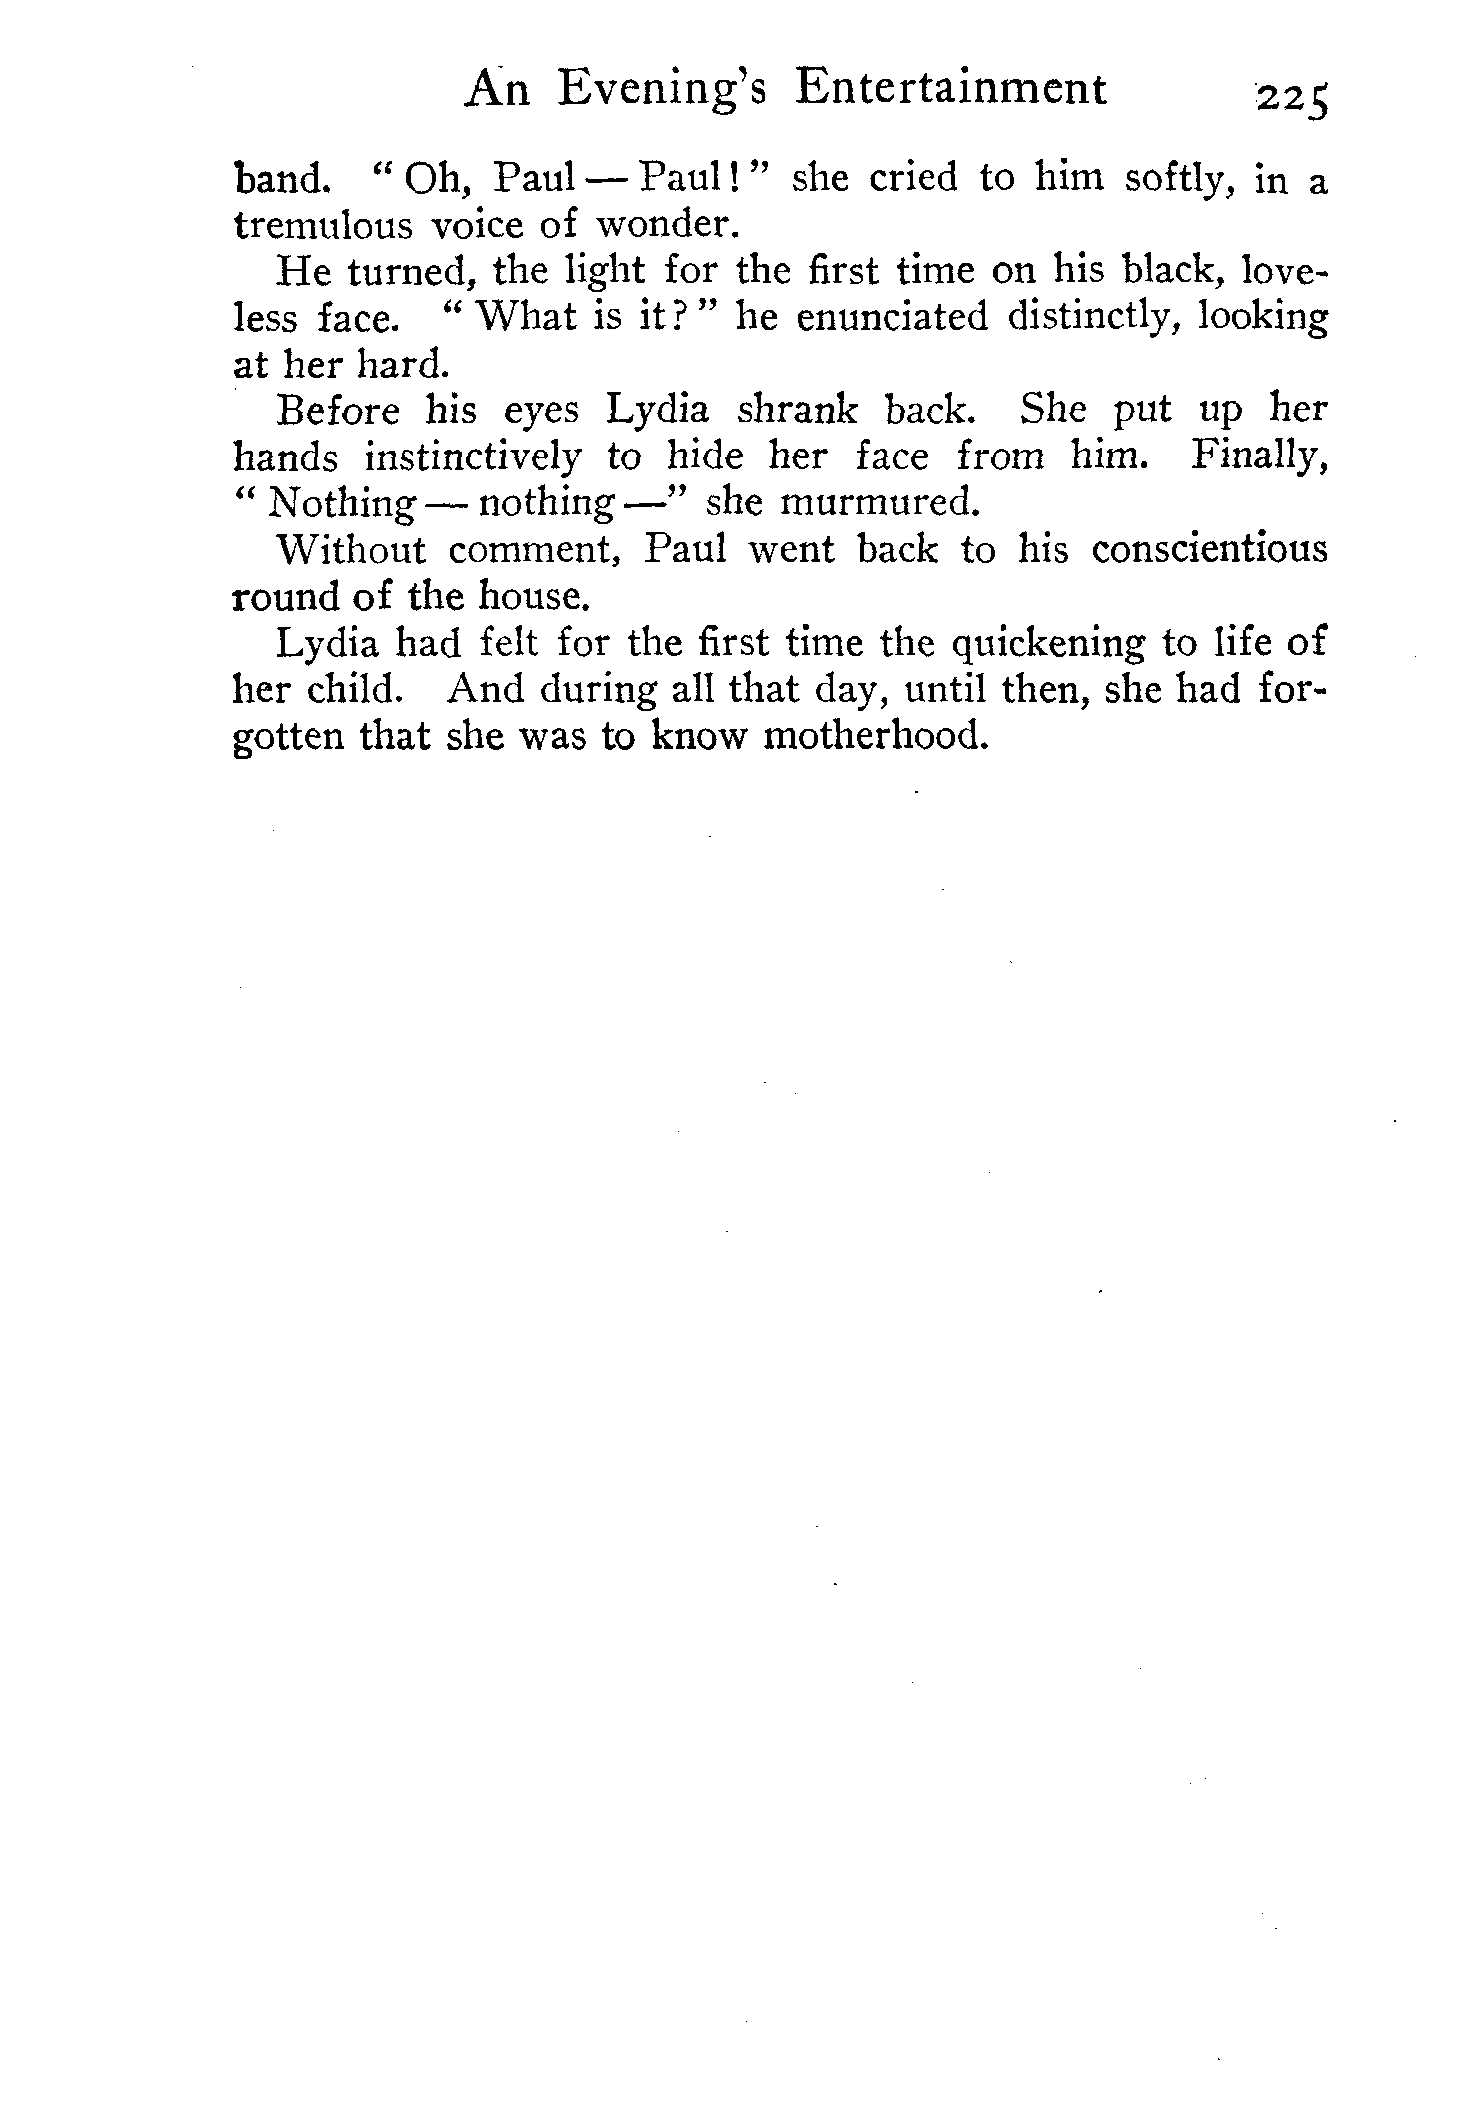 An Evening's Entertainment 225
band. " Oh, Paul — Paul! " she cried to him softly, in a
tremulous voice of wonder.
He turned, the light for the first time on his black, love-
less face. " What is it? " he enunciated distinctly, looking
at her hard.
Before his eyes Lydia shrank back. She put up her
hands instinctively to hide her face from him. Finally,
" Nothing — nothing —" she murmured.
Without comment, Paul went back to his conscientious
round of the house.
Lydia had felt for the first time the quickening to life of
her child. And during all that day, until then, she had for-
gotten that she was to know motherhood.